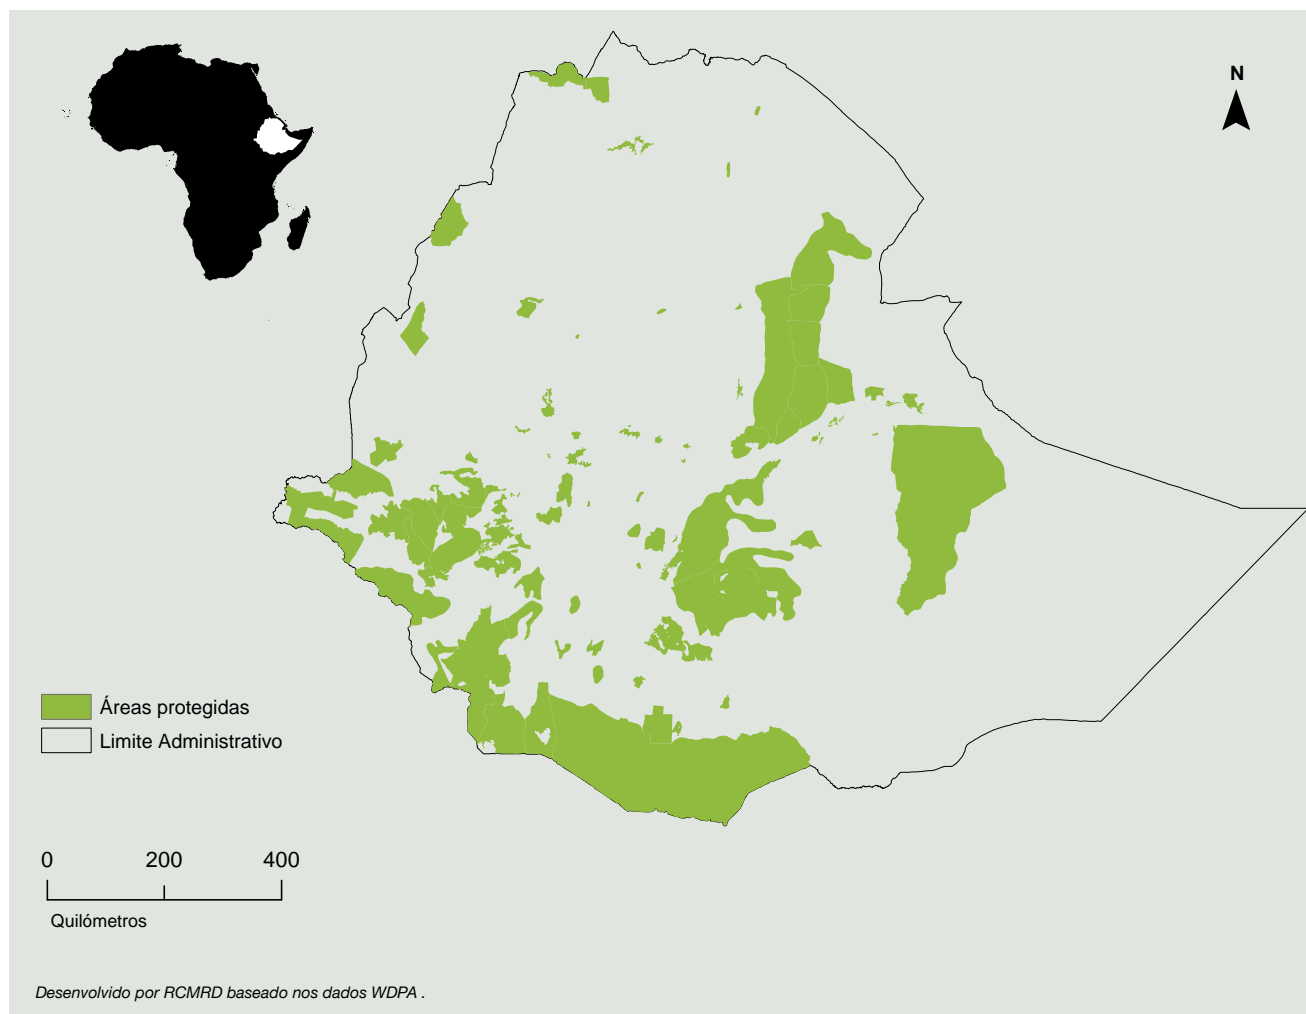 N
Áreas protegidas
Limite Administrativo
0 200 400
Quilómetros
Desenvolvido por RCMRD baseado nos dados WDPA .